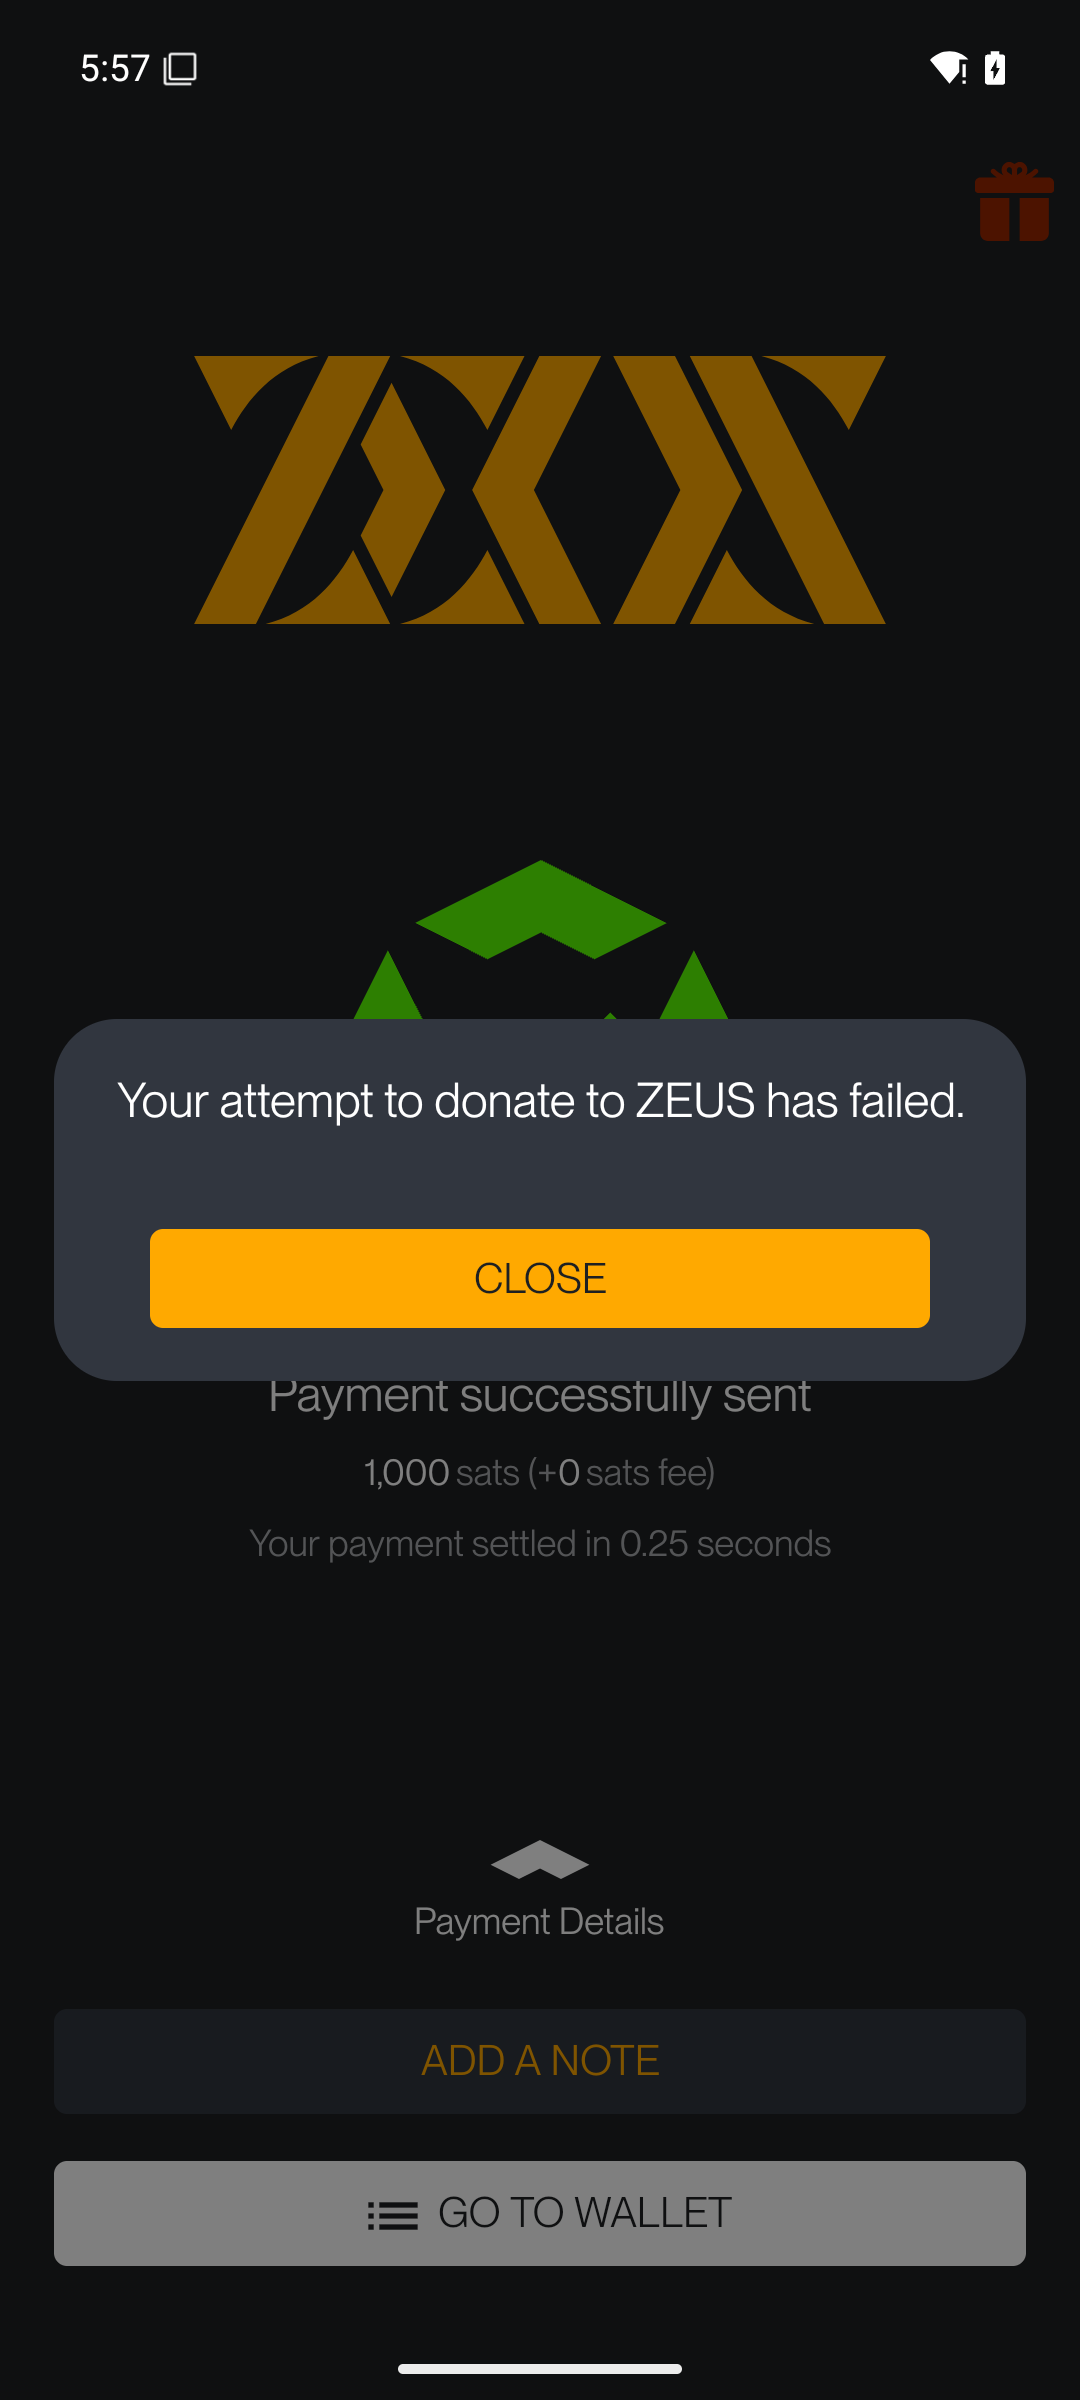 5:57
ZEUS
Your attempt to donate to ZEUS has failed.
CLOSE
Payment successfully sent
1,000 sats (+0 sats fee)
Your payment settled in 0.25 seconds
Payment Details
ADD A NOTE
GO TO WALLET